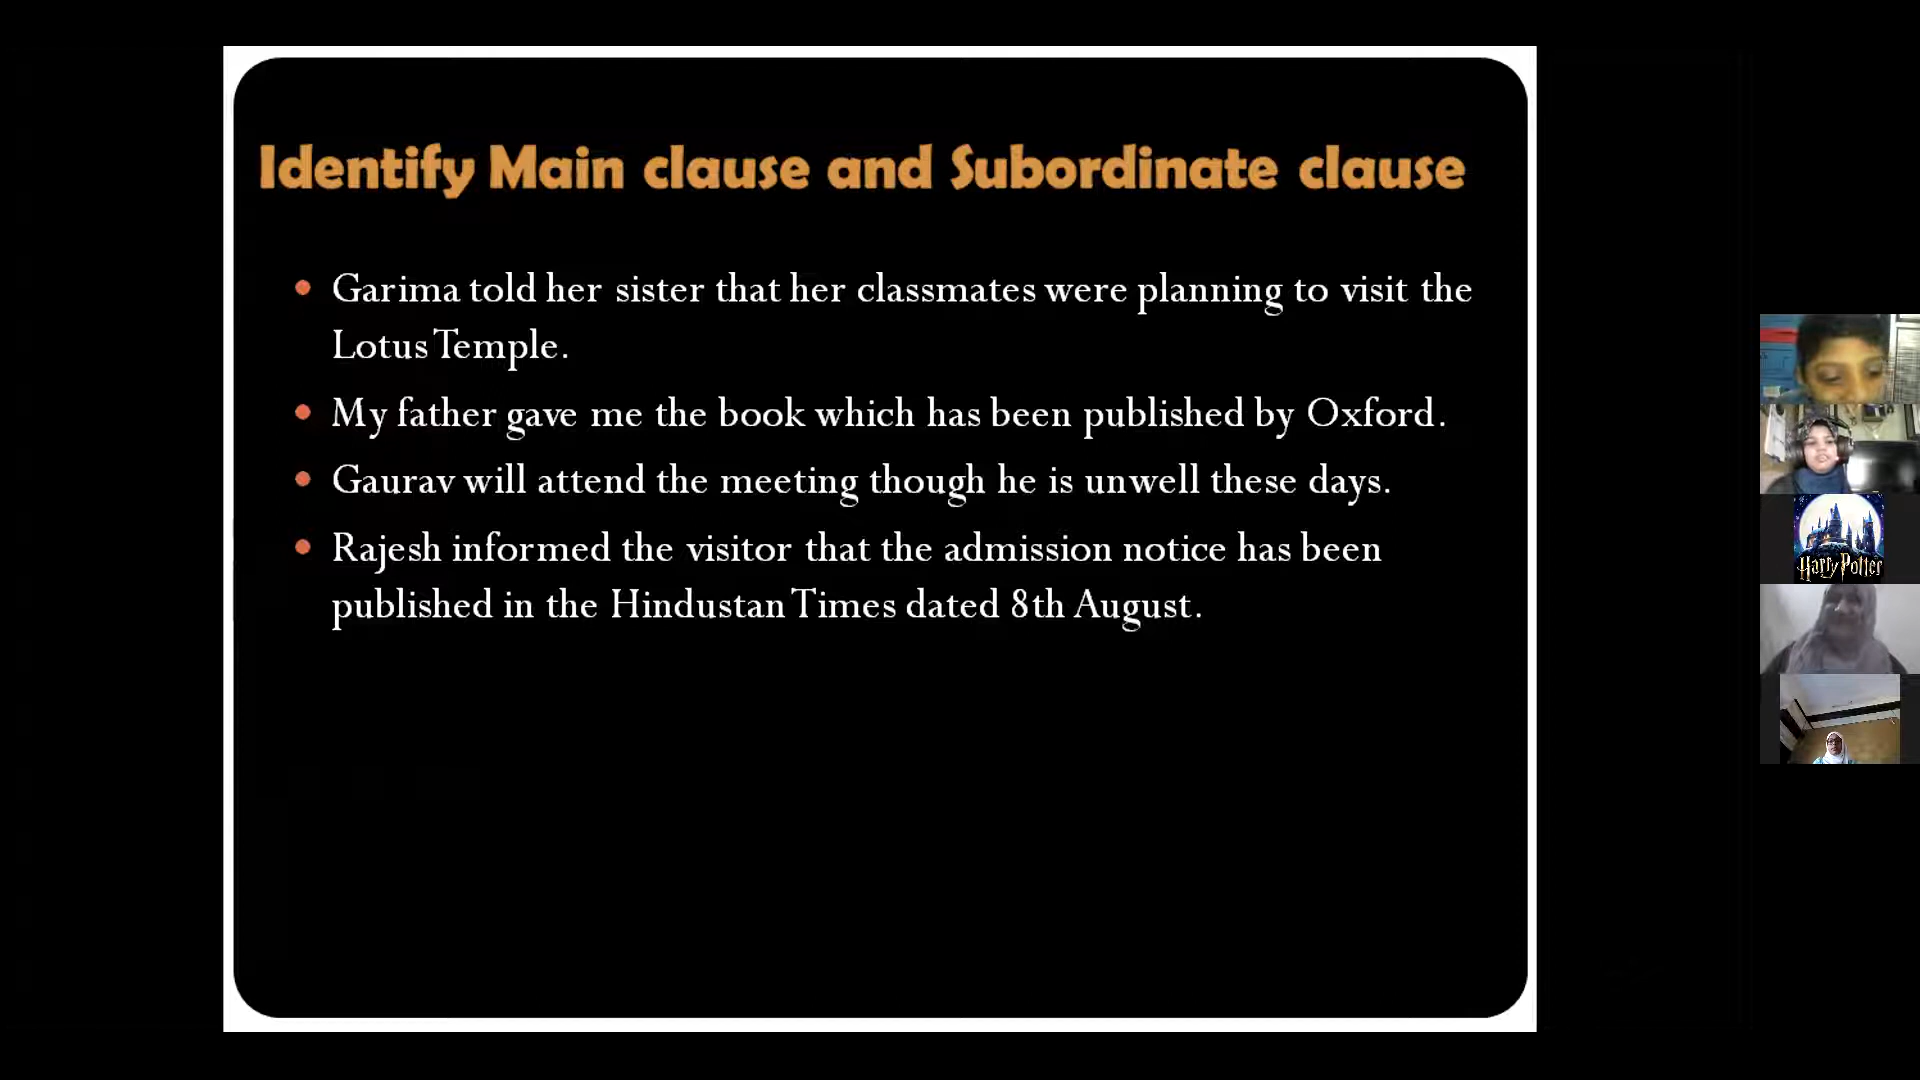 Identify Main clause and Subordinate clause
• Garima told her sister that her classmates were planning to visit the
Lotus Temple.
• My father gave me the book which has been published by Oxford.
• Gaurav will attend the meeting though he is unwell these days.
• Rajesh informed the visitor that the admission notice has been
published in the Hindustan Times dated 8th August.
Harry Potter